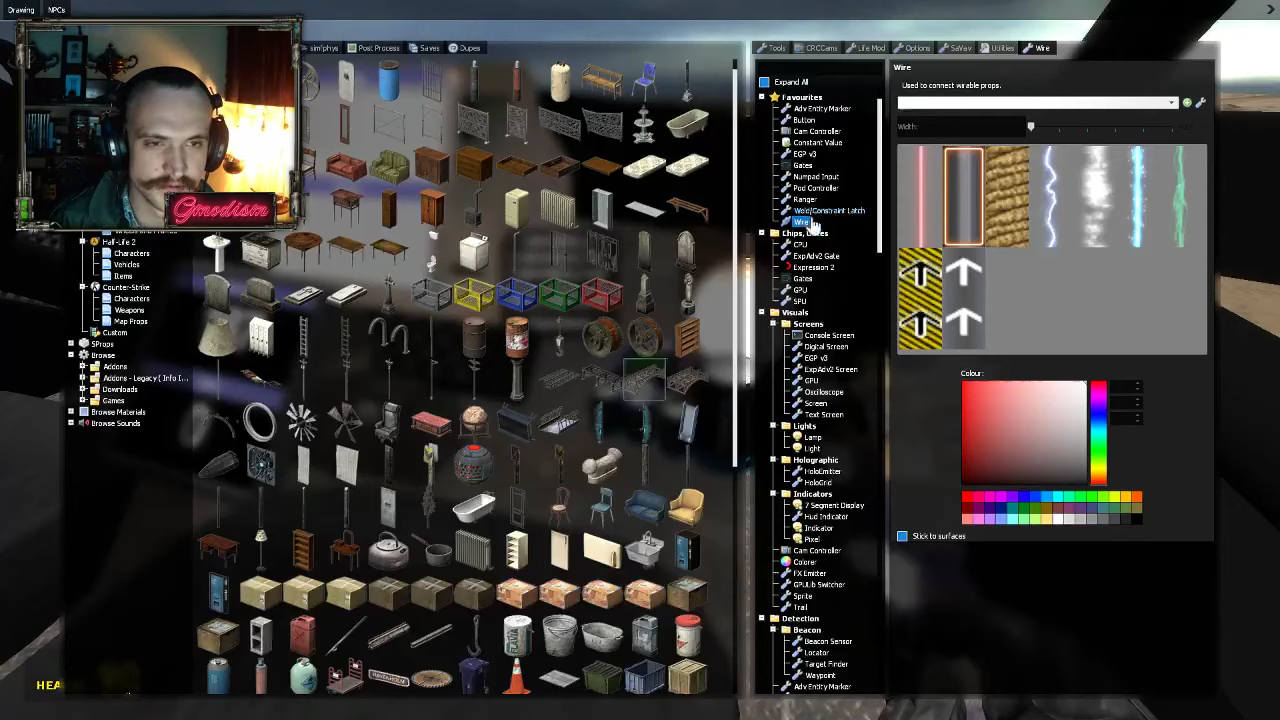 Drawing NPCs
simfphys Post Process Saves Dupes
Tools CRCCams Life Mod Options SaVav Utilities Wire
Gmodism
Half-Life 2
Characters
Vehicles
Items
Counter-Strike
Characters
Weapons
Map Props
Custom
SProps
Browse
Addons
Addons - Legacy [ Info I...
Downloads
Games
Browse Materials
Browse Sounds
HEA
Expand All
Favourites
Adv Entity Marker
Button
Cam Controller
Constant Value
EGP v3
Gates
Numpad Input
Pod Controller
Ranger
Weld/Constraint Latch
Wire
CPU
ExpAdv2 Gate
Expression 2
Gates
GPU
SPU
Visuals
Screens
Console Screen
Digital Screen
EGP v3
ExpAdv2 Screen
GPU
Oscilloscope
Screen
Text Screen
Lights
Lamp
Light
Holographic
HoloEmitter
HoloGrid
Indicators
7 Segment Display
Hud Indicator
Indicator
Pixel
Cam Controller
Colorer
FX Emitter
GPULib Switcher
Sprite
Trail
Detection
Beacon
Beacon Sensor
Locator
Target Finder
Waypoint
Adv Entity Marker
Wire
Used to connect wirable props.
Width:
Colour:
Stick to surfaces